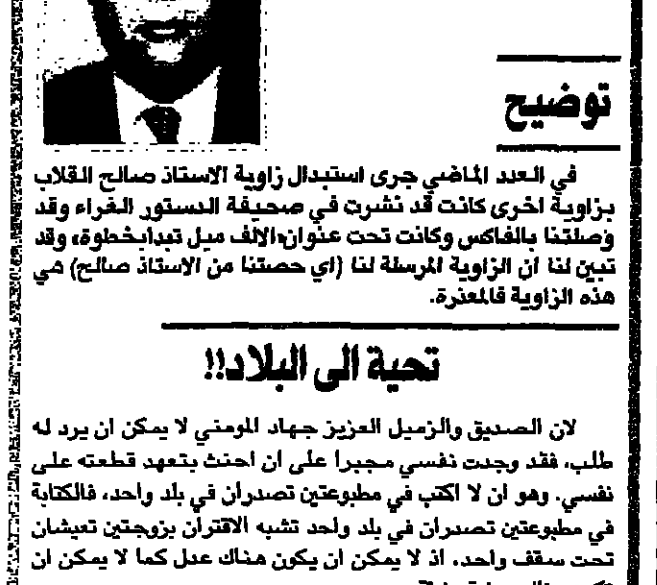 توضيح
في العدد الماضي جرى استبدال زاوية الاستاذ صالح القلاب
بزاوية اخرى كانت قد نشرت في صحيفة الدستور الغراء وقد
وصلتنا بالفاكس وكانت تحت عنوان«الالف ميل تبدابخطوة» وقد
تبين لنا ان الزاوية المرسلة لنا (اي حصتنا من الاستاذ صالح) هي
هذه الزاوية فالمعذرة.
تحية الى البلاد!!
لان الصديق والزميل العزيز جهاد المومني لا يمكن ان يرد له
طلب، فقد وجدت نفسي مجبرا على ان احنث بتعهد قطعته على
نفسي. وهو ان لا اكتب في مطبوعتين تصدران في بلد واحد، فالكتابة
في مطبوعتين تصدران في بلد واحد تشبه الاقتران بزوجتين تعيشان
تحت سقف واحد. اذ لا يمكن ان يكون هناك عدل كما لا يمكن ان